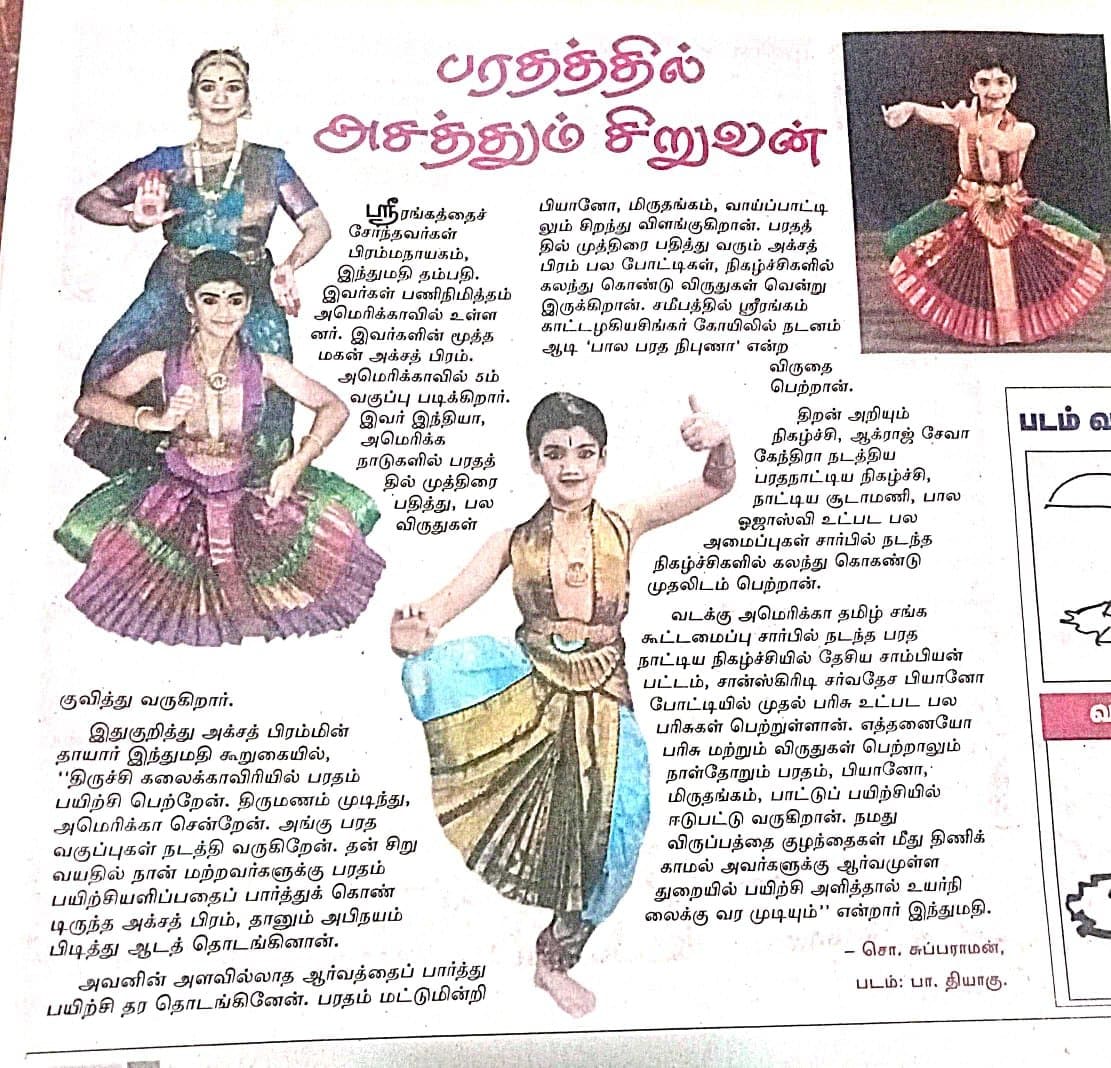 பரதத்தில்
அசத்தும் சிறுவன்
ஸ்ரீரங்கத்தைச்
சேர்ந்தவர்கள்
பிரம்மநாயகம்,
இந்துமதி தம்பதி.
இவர்கள் பணிநிமித்தம்
அமெரிக்காவில் உள்ள
னர். இவர்களின் மூத்த
மகன் அக்சத் பிரம்.
அமெரிக்காவில் 5ம்
வகுப்பு படிக்கிறார்.
இவர் இந்தியா,
அமெரிக்க
நாடுகளில் பரதத்
தில் முத்திரை
பதித்து, பல
விருதுகள்
குவித்து வருகிறார்.
இதுகுறித்து அக்சத் பிரம்மின்
தாயார் இந்துமதி கூறுகையில்,
"திருச்சி கலைக்காவிரியில் பரதம்
பயிற்சி பெற்றேன். திருமணம் முடிந்து,
அமெரிக்கா சென்றேன். அங்கு பரத
வகுப்புகள் நடத்தி வருகிறேன். தன் சிறு
வயதில் நான் மற்றவர்களுக்கு பரதம்
பயிற்சியளிப்பதைப் பார்த்துக் கொண்
டிருந்த அக்சத் பிரம், தானும் அபிநயம்
பிடித்து ஆடத் தொடங்கினான்.
அவனின் அளவில்லாத ஆர்வத்தைப் பார்த்து
பயிற்சி தர தொடங்கினேன். பரதம் மட்டுமின்றி
பியானோ, மிருதங்கம், வாய்ப்பாட்டி
லும் சிறந்து விளங்குகிறான். பரதத்
தில் முத்திரை பதித்து வரும் அக்சத்
பிரம் பல போட்டிகள், நிகழ்ச்சிகளில்
கலந்து கொண்டு விருதுகள் வென்று
இருக்கிறான். சமீபத்தில் ஸ்ரீரங்கம்
காட்டழகியசிங்கர் கோயிலில் நடனம்
ஆடி 'பால பரத நிபுணா' என்ற
விருதை
பெற்றான்.
திறன் அறியும்
நிகழ்ச்சி, ஆக்ராஜ் சேவா
கேந்திரா நடத்திய
பரதநாட்டிய நிகழ்ச்சி,
நாட்டிய சூடாமணி, பால
ஓஜாஸ்வி உட்பட பல
அமைப்புகள் சார்பில் நடந்த
நிகழ்ச்சிகளில் கலந்து கொகண்டு
முதலிடம் பெற்றான்.
வடக்கு அமெரிக்கா தமிழ் சங்க
கூட்டமைப்பு சார்பில் நடந்த பரத
நாட்டிய நிகழ்ச்சியில் தேசிய சாம்பியன்
பட்டம், சான்ஸ்கிரிடி சர்வதேச பியானோ
போட்டியில் முதல் பரிசு உட்பட பல
பரிசுகள் பெற்றுள்ளான். எத்தனையோ
பரிசு மற்றும் விருதுகள் பெற்றாலும்
நாள்தோறும் பரதம், பியானோ,
மிருதங்கம், பாட்டுப் பயிற்சியில்
ஈடுபட்டு வருகிறான். நமது
விருப்பத்தை குழந்தைகள் மீது திணிக்
காமல் அவர்களுக்கு ஆர்வமுள்ள
துறையில் பயிற்சி அளித்தால் உயர்நி
லைக்கு வர முடியும்" என்றார் இந்துமதி.
– சொ. சுப்பராமன்,
படம்: பா. தியாகு.
படம்